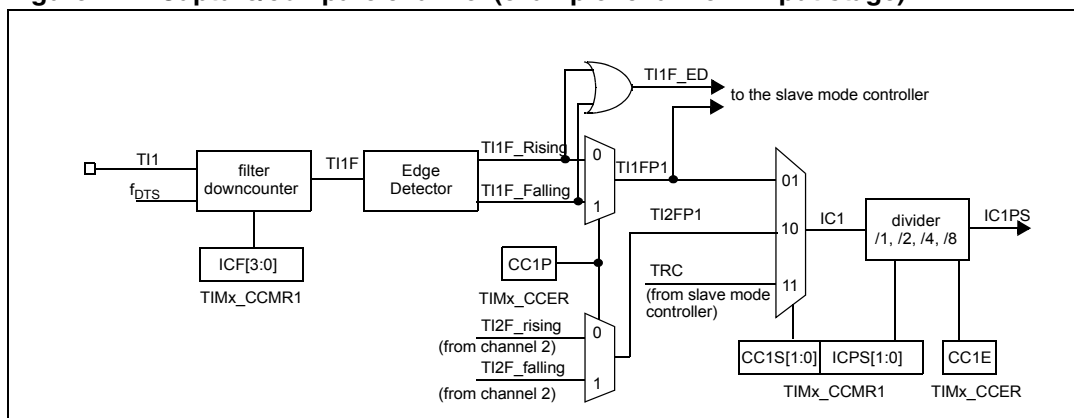 TI1F_ED
to the slave mode controller
TI1F_Rising
TI1
filter
downcounter
TI1F
Edge
Detector
0
TI1FP1
01
fDTS
TI1F_Falling
1
TI2FP1
10
IC1
divider
/1, /2, /4, /8
IC1PS
ICF[3:0]
TIMx_CCMR1
CC1P
TIMx_CCER
TRC
11
(from slave mode
controller)
TI2F_rising
(from channel 2)
0
TI2F_falling
(from channel 2)
1
CC1S[1:0]
ICPS[1:0]
CC1E
TIMx_CCMR1
TIMx_CCER